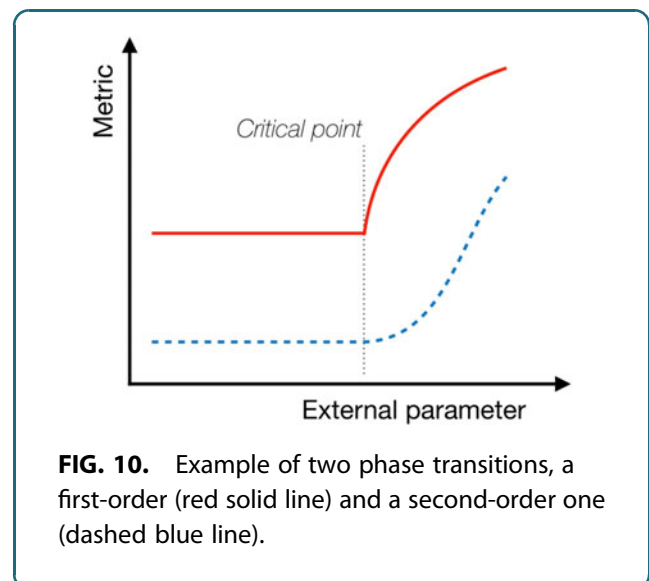 Metric
Critical point
External parameter
FIG. 10. Example of two phase transitions, a
first-order (red solid line) and a second-order one
(dashed blue line).